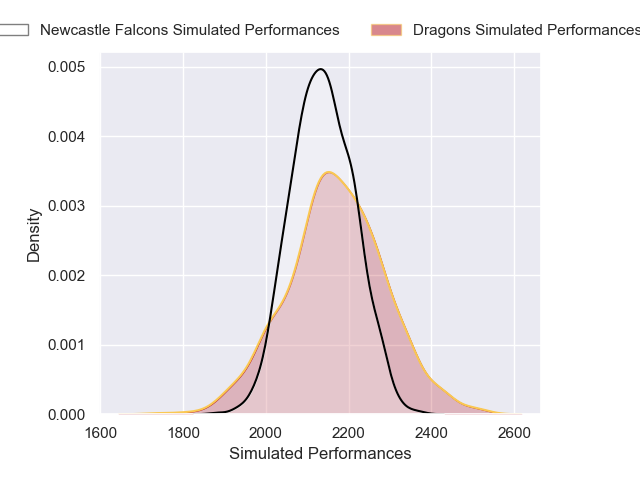 Newcastle Falcons Simulated Performances
Dragons Simulated Performances
0.005
0.004
0.003
0.002
0.001
0.000
Density
1600 1800 2000 2200 2400 2600
Simulated Performances